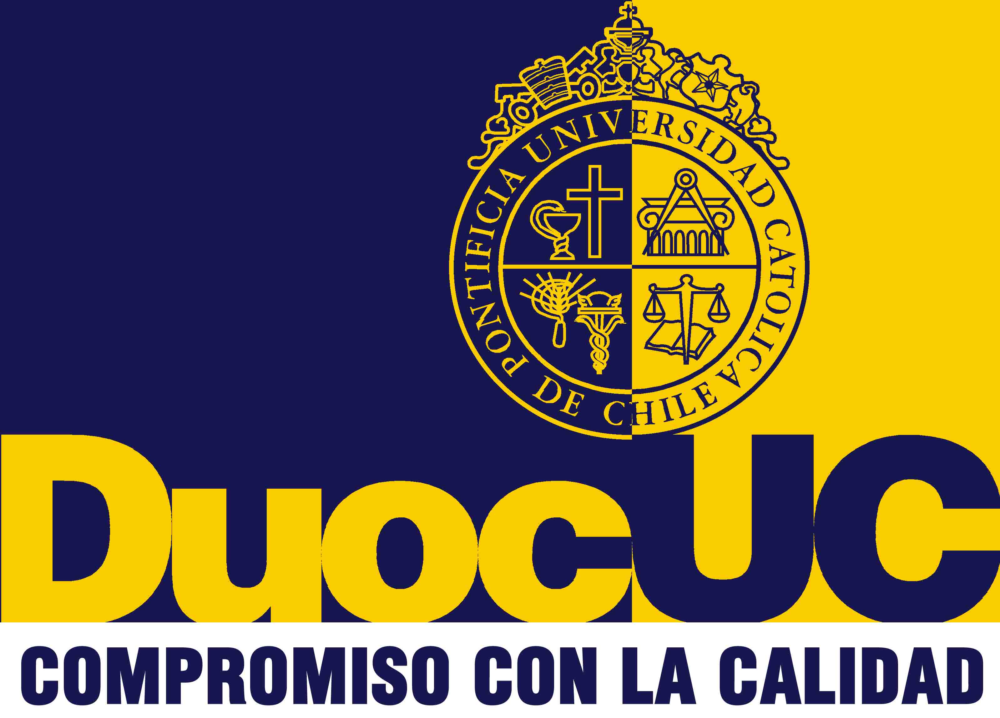 PONTIFICIA UNIVERSIDAD CATOLICA DE CHILE
DuocUC
COMPROMISO CON LA CALIDAD